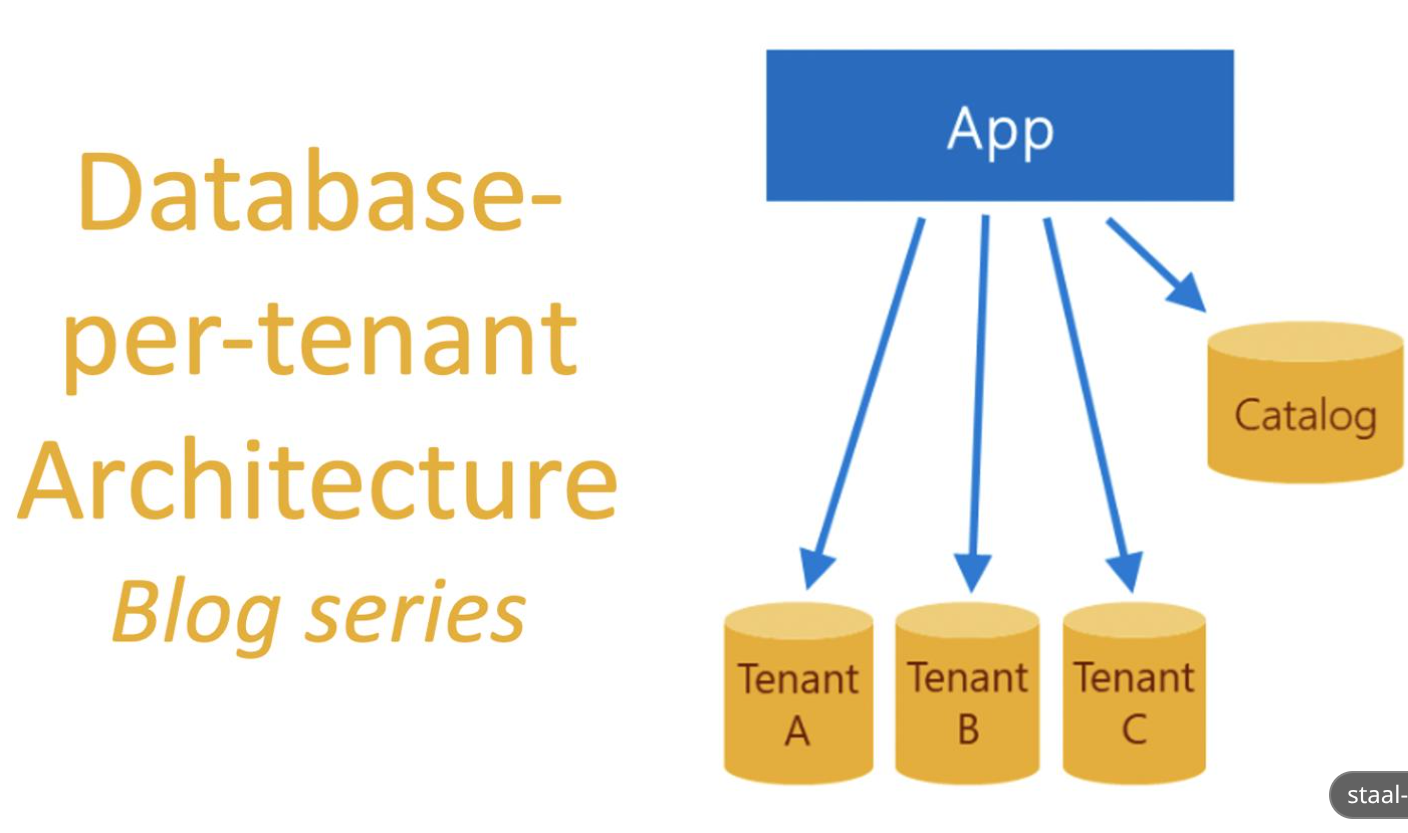 Database-
per-tenant
Architecture
Blog series
App
Catalog
Tenant
A
Tenant
B
Tenant
C
staal-